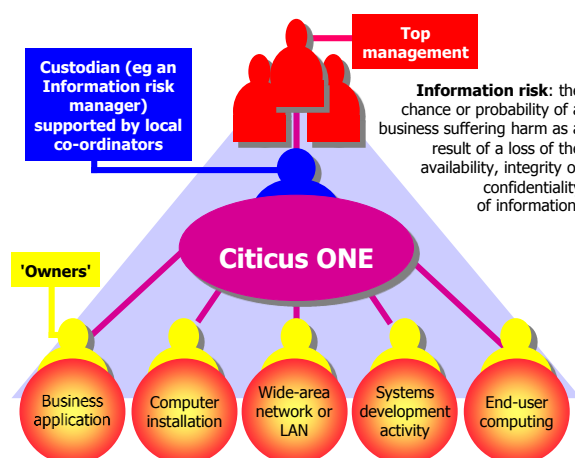 Top
management
Custodian (eg an
Information risk
manager)
supported by local
co-ordinators
Information risk: the
chance or probability of a
business suffering harm as a
result of a loss of the
availability, integrity or
confidentiality
of information
Citicus ONE
'Owners'
Business
application
Computer
installation
Wide-area
network or
LAN
Systems
development
activity
End-user
computing